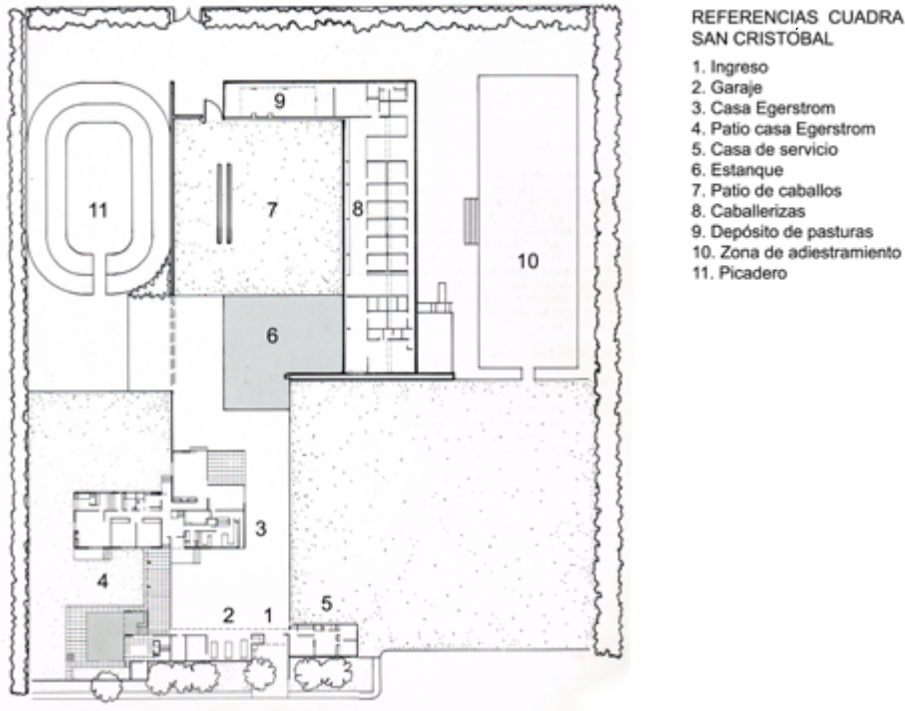 REFERENCIAS CUADRA
SAN CRISTÓBAL
1. Ingreso
2. Garaje
3. Casa Egerstrom
4. Patio casa Egerstrom
5. Casa de servicio
6. Estanque
7. Patio de caballos
8. Caballerizas
9. Depósito de pasturas
10. Zona de adiestramiento
11. Picadero
9
11
7
8
10
6
3
4
2
1
5